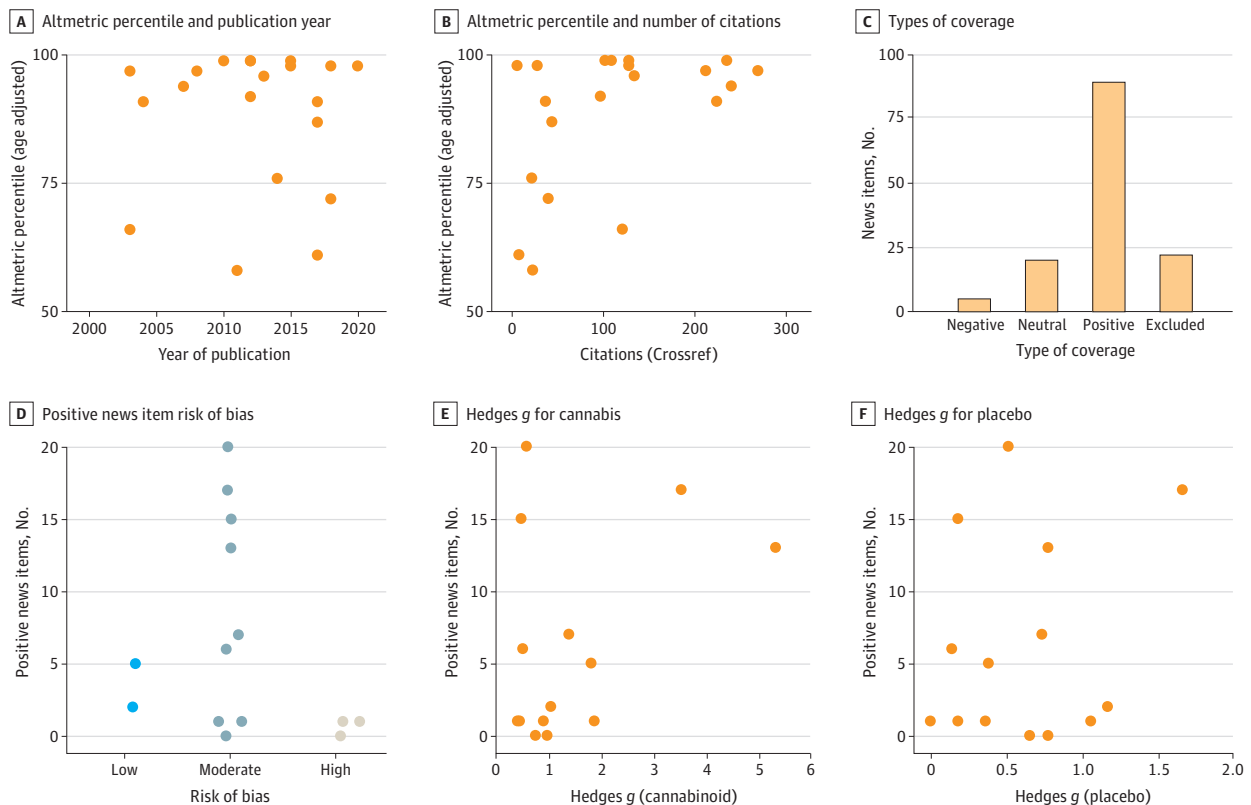 A Altmetric percentile and publication year
Altmetric percentile (age adjusted)
100
75
50
2000 2005 2010 2015 2020
Year of publication
B Altmetric percentile and number of citations
Altmetric percentile (age adjusted)
100
75
50
0 100 200 300
Citations (Crossref)
C Types of coverage
News items, No.
100
75
50
25
0
Negative Neutral Positive Excluded
Type of coverage
D Positive news item risk of bias
Positive news items, No.
20
15
10
5
0
Low Moderate High
Risk of bias
E Hedges g for cannabis
Positive news items, No.
20
15
10
5
0
0 1 2 3 4 5 6
Hedges g (cannabinoid)
F Hedges g for placebo
Positive news items, No.
20
15
10
5
0
0 0.5 1.0 1.5 2.0
Hedges g (placebo)